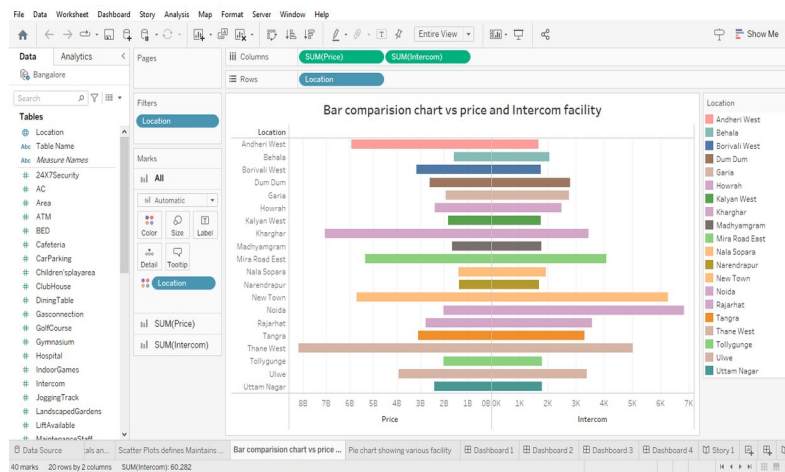 File Data Worksheet Dashboard Story Analysis Map Format Server Window Help
Entire View
Show Me
Data Analytics
Bangalore
Search
Tables
Location
Abc Table Name
Abc Measure Names
# 24X7Security
# AC
# Area
# ATM
# BED
# Cafeteria
# CarParking
# Children'splayarea
# ClubHouse
# DiningTable
# Gasconnection
# GolfCourse
# Gymnasium
# Hospital
# IndoorGames
# Intercom
# JoggingTrack
# LandscapedGardens
# LiftAvailable
# MaintenanceStaff
Pages
Filters
Location
Marks
All
Automatic
Color Size Label
Detail Tooltip
Location
SUM(Price)
SUM(Intercom)
Columns SUM(Price) SUM(Intercom)
Rows Location
Bar comparision chart vs price and Intercom facility
Location
Andheri West
Behala
Borivali West
Dum Dum
Garia
Howrah
Kalyan West
Kharghar
Madhyamgram
Mira Road East
Nala Sopara
Narendrapur
New Town
Noida
Rajarhat
Tangra
Thane West
Tollygunge
Ulwe
Uttam Nagar
8B 7B 6B 5B 4B 3B 2B 1B 0B 0K 1K 2K 3K 4K 5K 6K 7K
Price Intercom
Location
Andheri West
Behala
Borivali West
Dum Dum
Garia
Howrah
Kalyan West
Kharghar
Madhyamgram
Mira Road East
Nala Sopara
Narendrapur
New Town
Noida
Rajarhat
Tangra
Thane West
Tollygunge
Ulwe
Uttam Nagar
Data Source als an... Scatter Plots defines Maintains ... Bar comparision chart vs price ... Pie chart showing various facility Dashboard 1 Dashboard 2 Dashboard 3 Dashboard 4 Story 1
40 marks 20 rows by 2 columns SUM(Intercom): 60.282